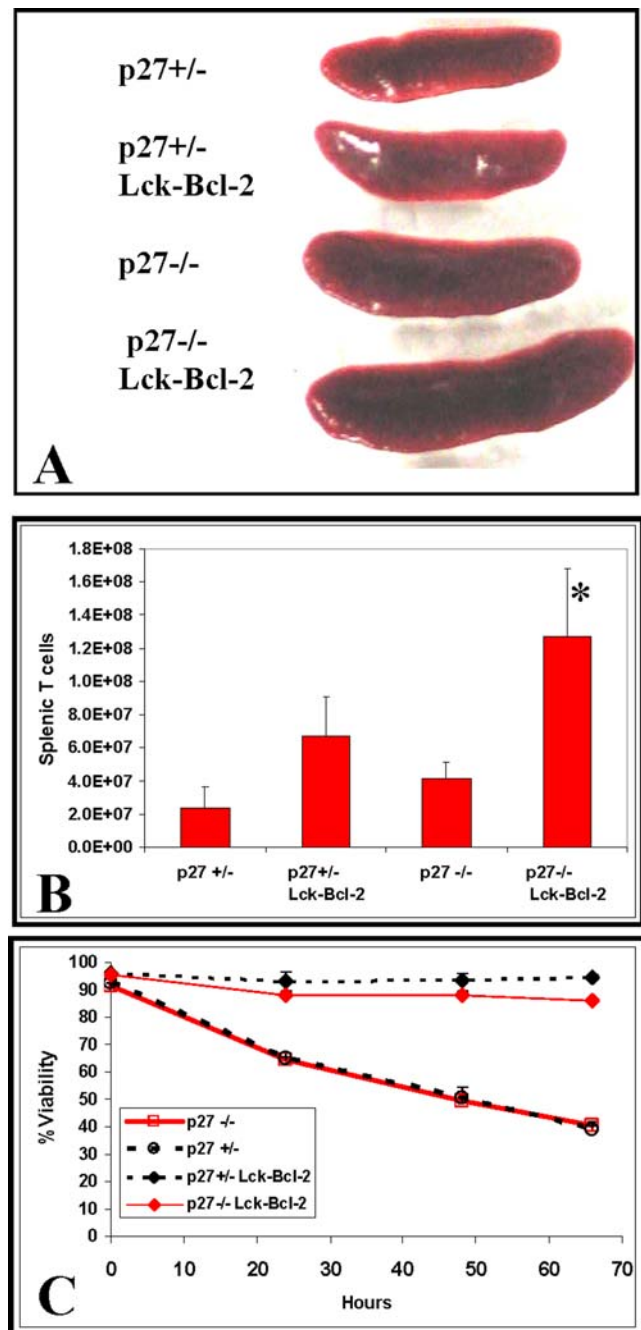 p27+/-
p27+/-
Lck-Bcl-2
p27-/-
p27-/-
Lck-Bcl-2
A
1.8E+08
1.6E+08
1.4E+08
1.2E+08
1.0E+08
8.0E+07
6.0E+07
4.0E+07
2.0E+07
0.0E+00
Splenic T cells
*
p27 +/-
p27+/-
Lck-Bcl-2
p27 -/-
p27-/-
Lck-Bcl-2
B
100
90
80
70
60
50
40
30
20
10
0
% Viability
p27 -/-
p27 +/-
p27+/- Lck-Bcl-2
p27-/- Lck-Bcl-2
0 10 20 30 40 50 60 70
Hours
C